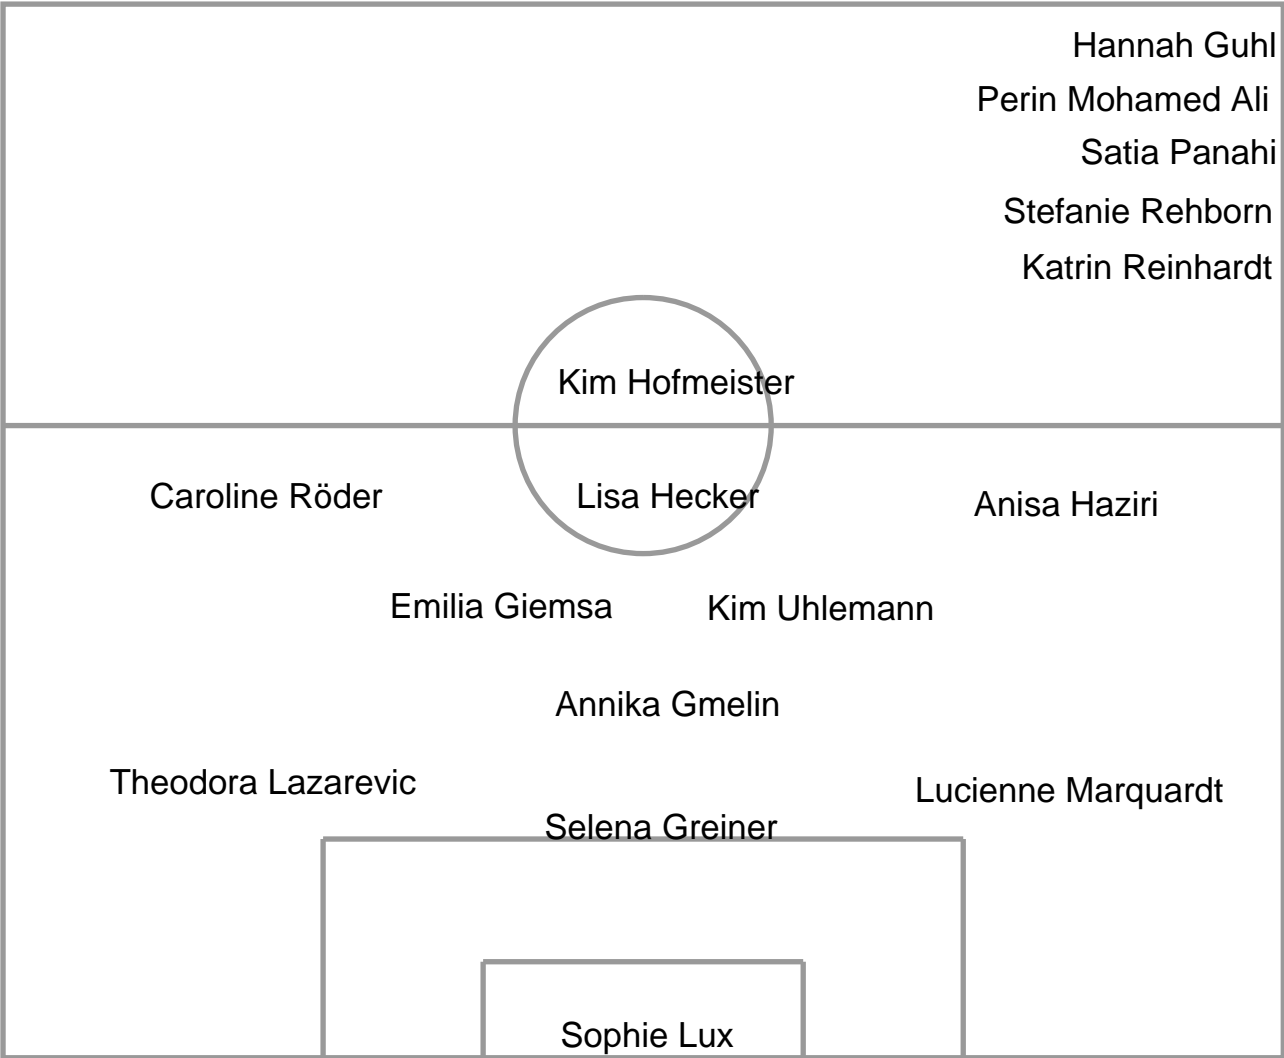 Hannah Guhl
Perin Mohamed Ali
Satia Panahi
Stefanie Rehborn
Katrin Reinhardt
Kim Hofmeister
Caroline Röder
Lisa Hecker
Anisa Haziri
Emilia Giemsa
Kim Uhlemann
Annika Gmelin
Theodora Lazarevic
Lucienne Marquardt
Selena Greiner
Sophie Lux